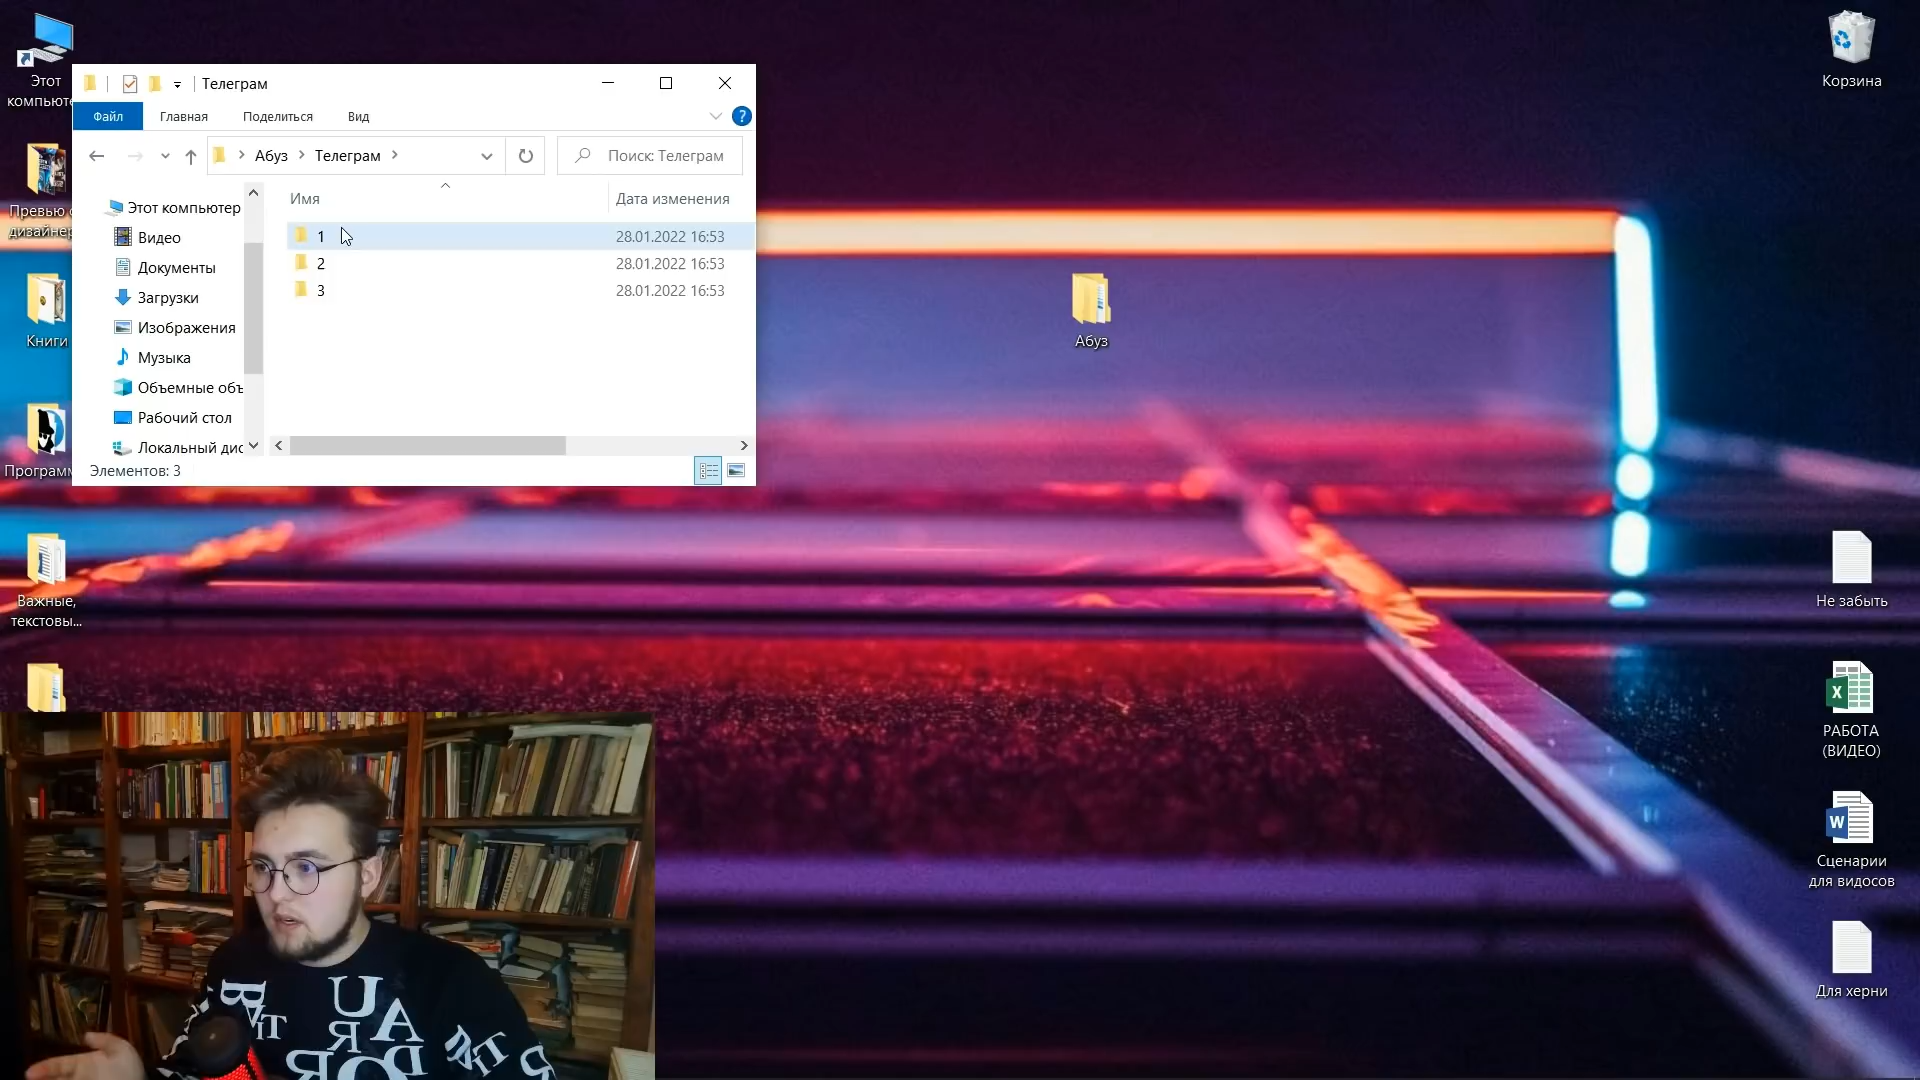 Этот
компьюте
Превью с
дизайнер
Книги
Програм
Важные,
текстовы...
Телеграм
Файл
Главная
Поделиться
Вид
?
Абуз
Телеграм
Поиск: Телеграм
Имя
Дата изменения
Этот компьютер
Видео
Документы
Загрузки
Изображения
Музыка
Объемные объ
Рабочий стол
Локальный дис
1
28.01.2022 16:53
2
28.01.2022 16:53
3
28.01.2022 16:53
Элементов: 3
Абуз
Корзина
Не забыть
X
РАБОТА
(ВИДЕО)
W
Сценарии
для видосов
Для херни